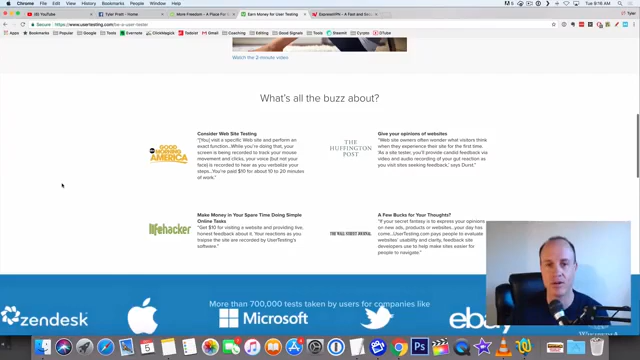 Chrome File Edit View History Bookmarks People Window Help
Tue 9:16 AM
(8) YouTube
Tyler Pratt - Home
More Freedom - A Place For
Earn Money for User Testing
ExpressVPN - A Fast and Se
Tyler
Secure https://www.usertesting.com/be-a-user-tester
Apps Bookmarks Popular Google Tools ClickMagick Gmail Coaching Editing Good Signals Theemix iTube
Watch the 2-minute video
What's all the buzz about?
abc GOOD MORNING AMERICA
Consider Web Site Testing
"[You] visit a specific Web site and perform an
exact function... While you're doing that, your
screen is being recorded to track your mouse
movement and clicks, your voice (but not your
face) is recorded to hear as you verbalize your
steps...You're paid $10 for about 10 to 20 minutes
of work."
THE HUFFINGTON POST
Give your opinions of websites
"Web site owners often wonder what visitors think
when they experience their site for the first time.
"As a site tester, you'll provide candid feedback via
video and audio recording of your gut reaction as
you visit sites seeking feedback," says Durst.
lifehacker
Make Money in Your Spare Time Doing Simple
Online Tasks
"Get $10 for visiting a website and providing live,
honest feedback about it. Your reactions as you
traipse the site are recorded by UserTesting's
software."
THE WALL STREET JOURNAL
A Few Bucks for Your Thoughts?
"If your secret fantasy is to express your opinions
on new ads, products or websites, your day has
come...UserTesting.com pays people to evaluate
websites' usability and clarity, feedback site
developers use to help make sites easier for
people to navigate."
More than 700,000 tests taken by users for companies like
zendesk
Microsoft
ebay